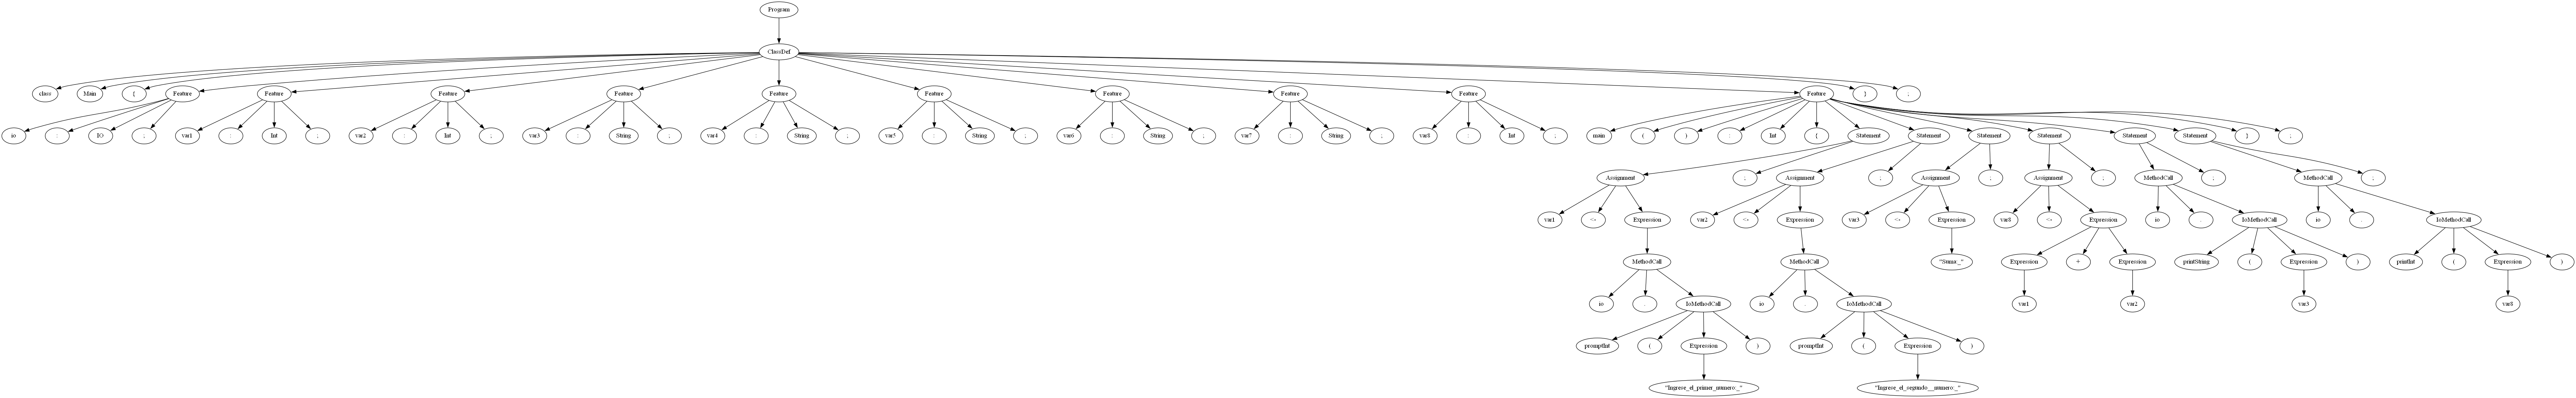 Program
ClassDef
class Main { Feature Feature Feature Feature Feature Feature Feature Feature Feature Feature } ;
io : IO ; var1 : Int ; var2 : Int ; var3 : String ; var4 : String ; var5 : String ; var6 : String ; var7 : String ; var8 : Int ; main ( ) : Int { Statement Statement Statement Statement Statement Statement } ;
Assignment ; Assignment ; Assignment ; Assignment ; MethodCall ; MethodCall ;
var1 <- Expression var2 <- Expression var3 <- Expression var8 <- Expression io . IoMethodCall io . IoMethodCall
MethodCall MethodCall "Suma:_" Expression + Expression printString ( Expression ) printInt ( Expression )
io . IoMethodCall io . IoMethodCall var1 var2 var3 var8
promptInt ( Expression ) promptInt ( Expression )
"Ingrese_el_primer_numero:_" "Ingrese_el_segundo__numero:_"